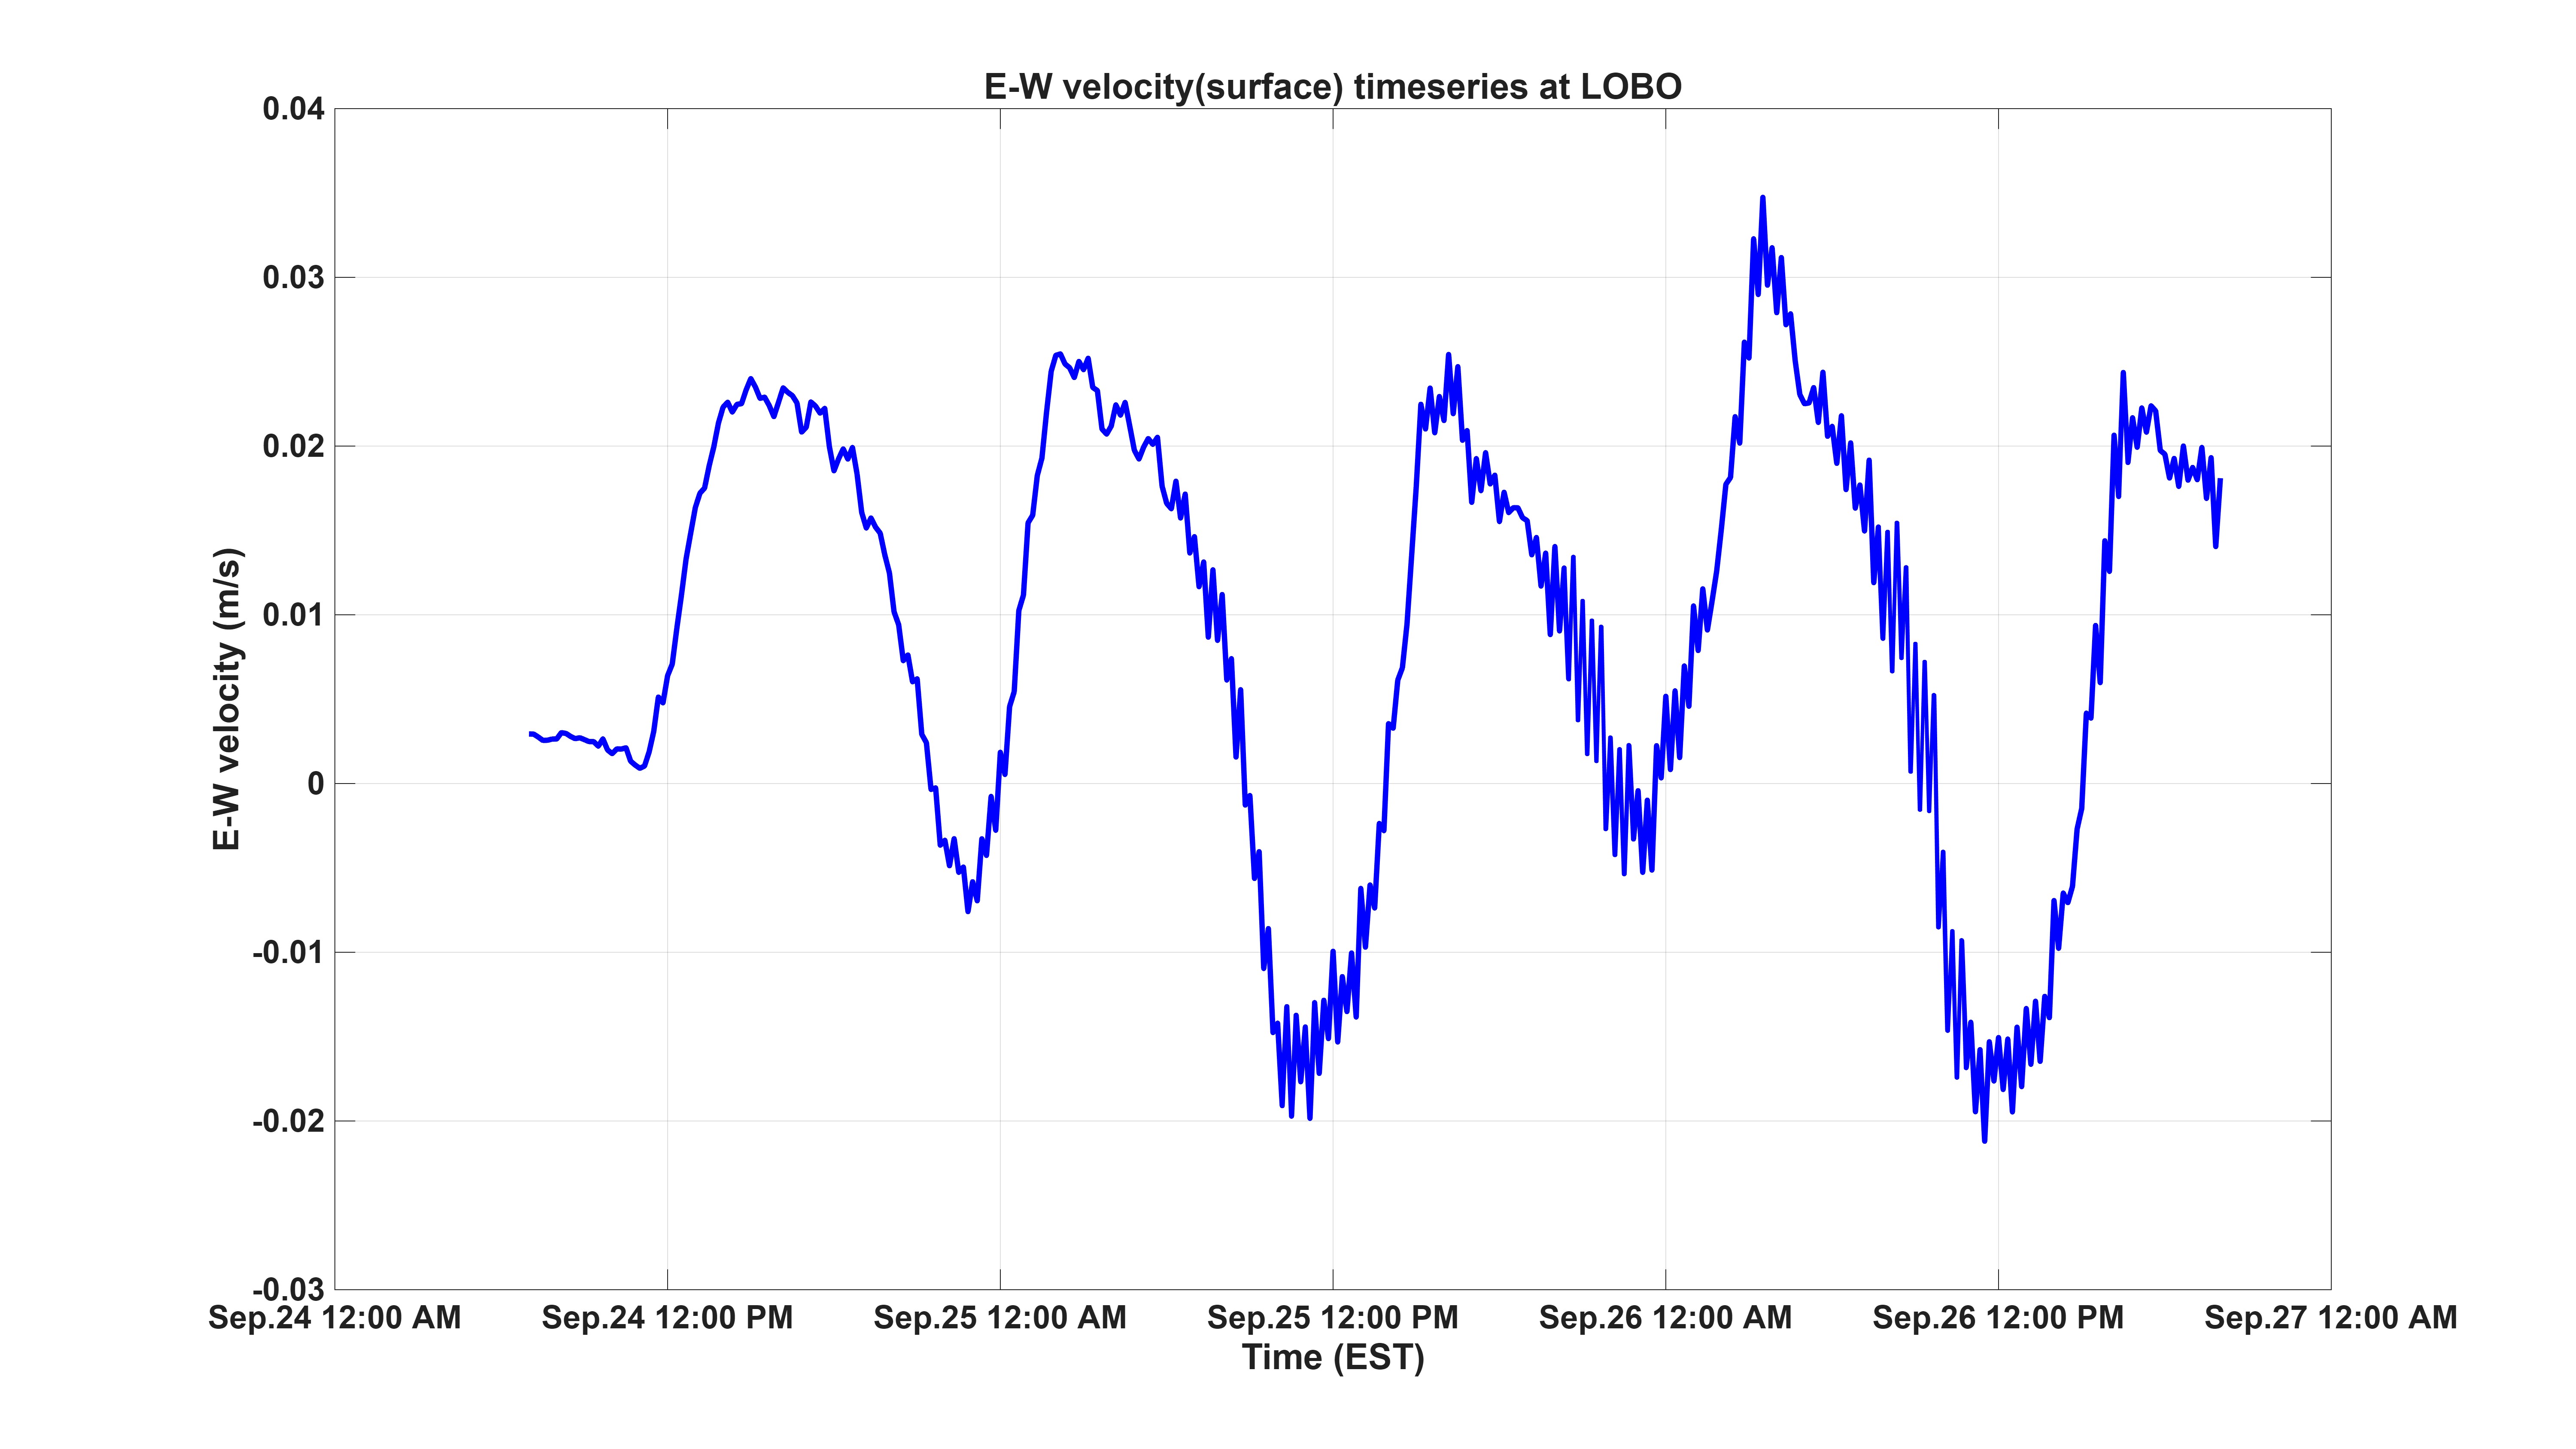 E-W velocity(surface) timeseries at LOBO
0.04
0.03
0.02
0.01
0
-0.01
-0.02
-0.03
E-W velocity (m/s)
Sep.24 12:00 AM
Sep.24 12:00 PM
Sep.25 12:00 AM
Sep.25 12:00 PM
Sep.26 12:00 AM
Sep.26 12:00 PM
Sep.27 12:00 AM
Time (EST)